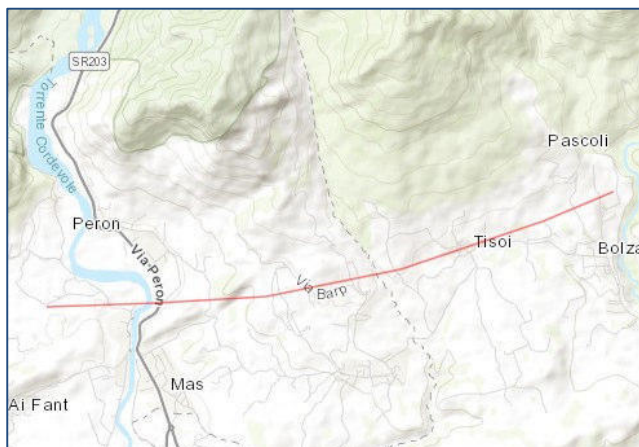 SR203
Torrente Cordevole
Pascoli
Peron
Via Peron
Tisoi
Bolza
Via Barp
Mas
Ai Fant